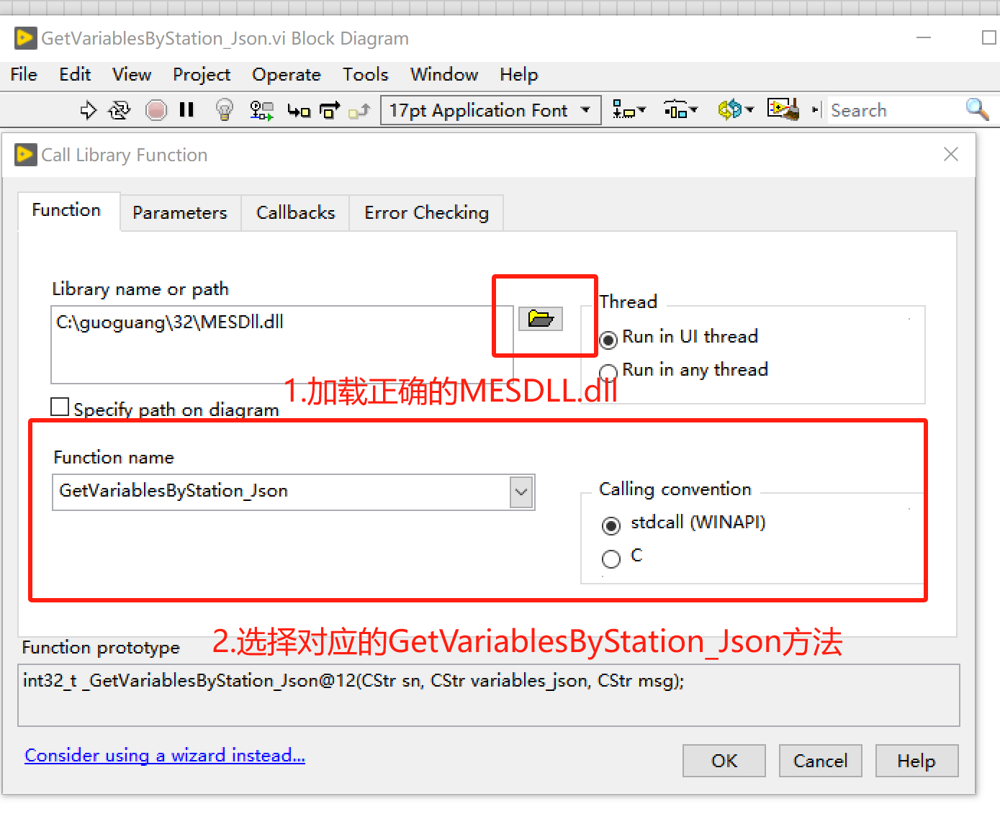 GetVariablesByStation_Json.vi Block Diagram
File Edit View Project Operate Tools Window Help
17pt Application Font
Search
Call Library Function
Function Parameters Callbacks Error Checking
Library name or path
C:\guoguang\32\MESDll.dll
Thread
Run in UI thread
Run in any thread
1.加载正确的MESDLL.dll
Specify path on diagram
Function name
GetVariablesByStation_Json
Calling convention
stdcall (WINAPI)
C
2.选择对应的GetVariablesByStation_Json方法
Function prototype
int32_t _GetVariablesByStation_Json@12(CStr sn, CStr variables_json, CStr msg);
Consider using a wizard instead...
OK Cancel Help